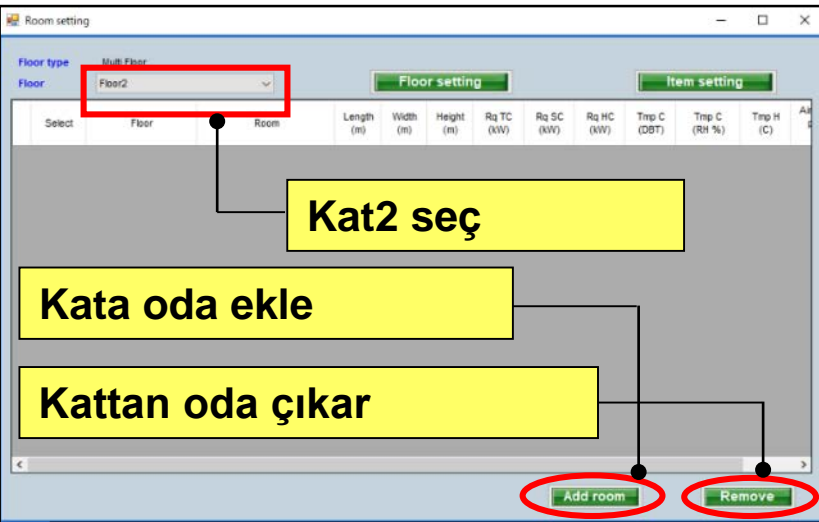 Room setting
Floor type Multi Floor
Floor Floor2 Floor setting Item setting
Select Floor Room Length (m) Width (m) Height (m) Rq TC (kW) Rq SC (kW) Rq HC (kW) Tmp C (DBT) Tmp C (RH %) Tmp H (C)
Kat2 seç
Kata oda ekle
Kattan oda çıkar
Add room Remove